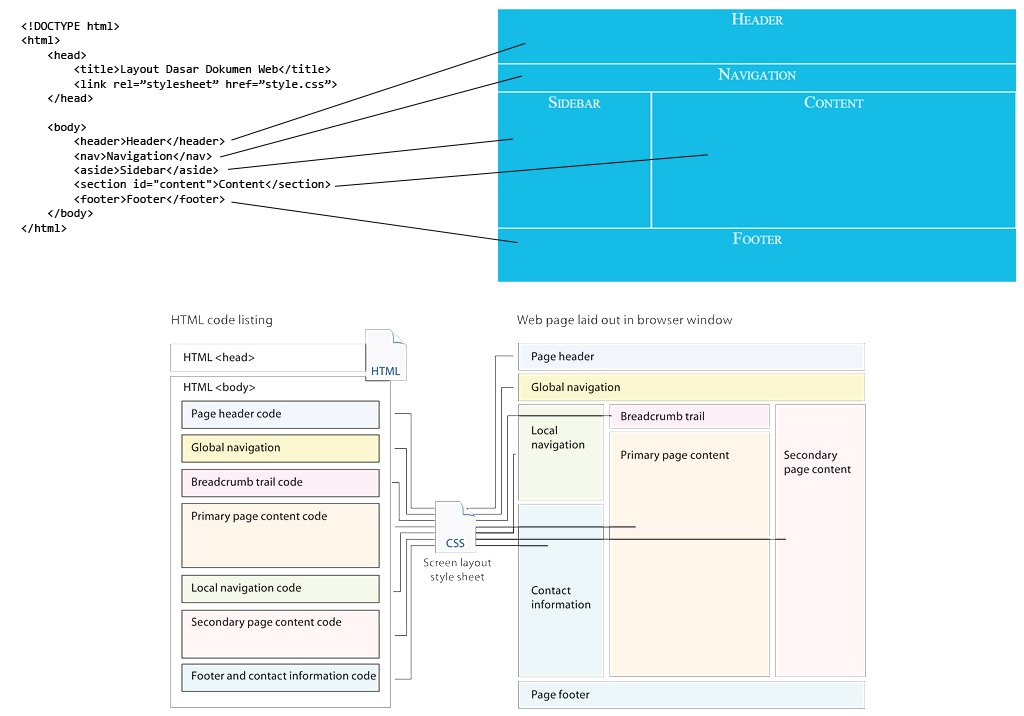 <!DOCTYPE html>
<html>
<head>
<title>Layout Dasar Dokumen Web</title>
<link rel=”stylesheet” href=”style.css”>
</head>
<body>
<header>Header</header>
<nav>Navigation</nav>
<aside>Sidebar</aside>
<section id="content">Content</section>
<footer>Footer</footer>
</body>
</html>
HEADER
NAVIGATION
SIDEBAR
CONTENT
FOOTER
HTML code listing
HTML <head>
HTML
HTML <body>
Page header code
Global navigation
Breadcrumb trail code
Primary page content code
Local navigation code
Secondary page content code
Footer and contact information code
CSS
Screen layout
style sheet
Web page laid out in browser window
Page header
Global navigation
Local
navigation
Breadcrumb trail
Primary page content
Secondary
page content
Contact
information
Page footer